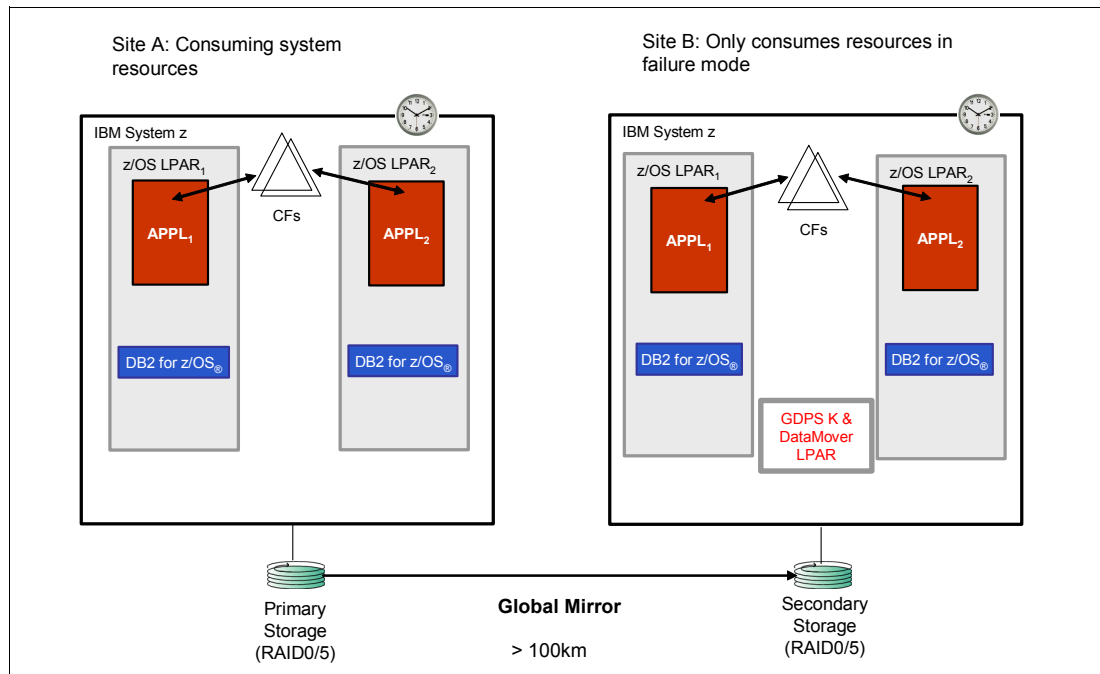 Site A: Consuming system
resources
Site B: Only consumes resources in
failure mode
IBM System z
z/OS LPAR1
z/OS LPAR2
CFs
APPL1
APPL2
DB2 for z/OS®
DB2 for z/OS®
IBM System z
z/OS LPAR1
z/OS LPAR2
CFs
APPL1
APPL2
DB2 for z/OS®
DB2 for z/OS®
GDPS K &
DataMover
LPAR
Primary
Storage
(RAID0/5)
Global Mirror
> 100km
Secondary
Storage
(RAID0/5)